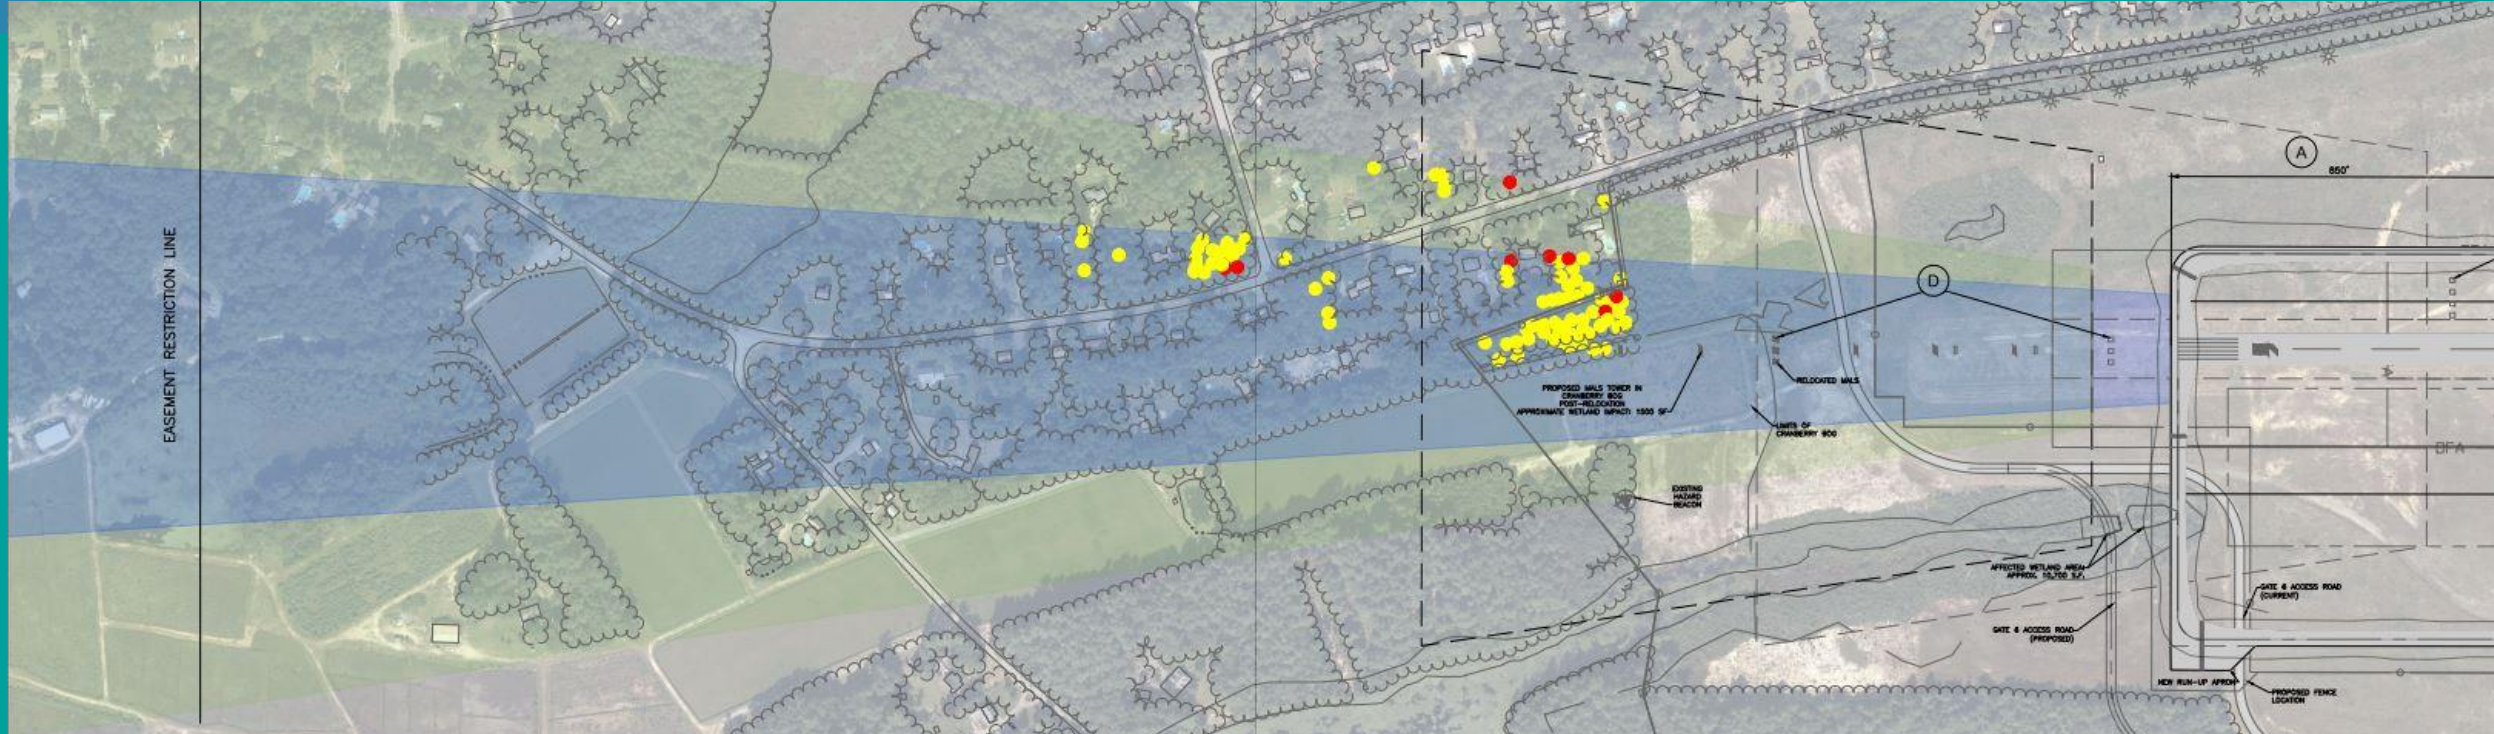 EASEMENT RESTRICTION LINE
A
850'
D
PROPOSED MALS TOWER IN
CRANBERRY BOG
POST-RELOCATION
APPROXIMATE WETLAND IMPACT: 1500 SF
RELOCATED MALS
LIMITS OF
CRANBERRY BOG
EXISTING
HAZARD
BEACON
AFFECTED WETLAND AREA:
APPROX. 10,700 S.F.
GATE 6 ACCESS ROAD
(CURRENT)
GATE 6 ACCESS ROAD
(PROPOSED)
NEW RUN-UP APRON
PROPOSED FENCE
LOCATION